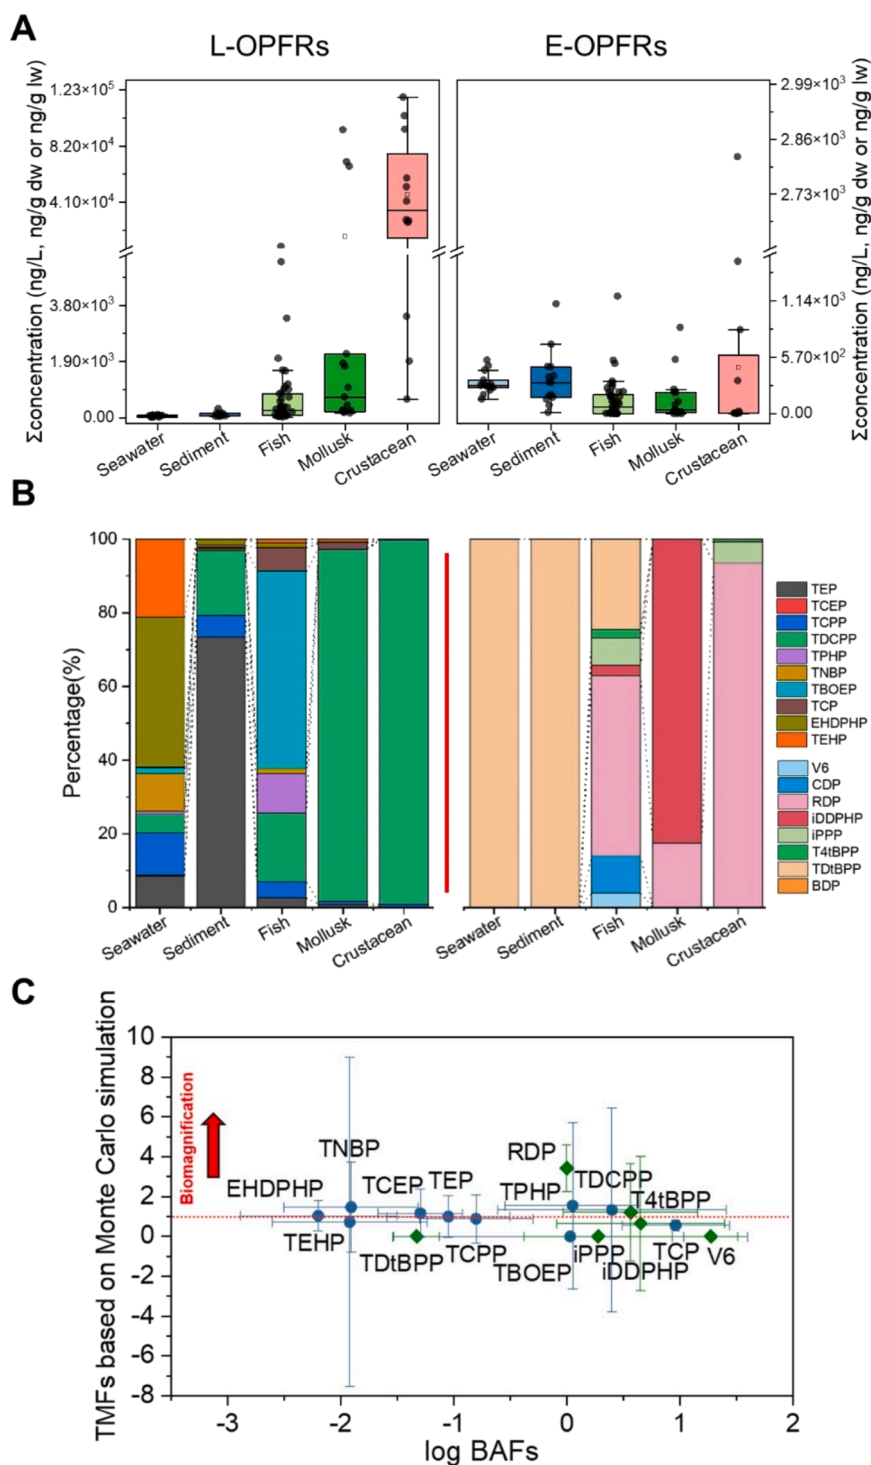 A
L-OPFRs
E-OPFRs
Σconcentration (ng/L, ng/g dw or ng/g lw)
1.23×10⁵
8.20×10⁴
4.10×10⁴
3.80×10³
1.90×10³
0.00
Seawater
Sediment
Fish
Mollusk
Crustacean
Seawater
Sediment
Fish
Mollusk
Crustacean
2.99×10³
2.86×10³
2.73×10³
1.14×10³
5.70×10²
0.00
Σconcentration (ng/L, ng/g dw or ng/g lw)
B
Percentage(%)
100
80
60
40
20
0
Seawater
Sediment
Fish
Mollusk
Crustacean
Seawater
Sediment
Fish
Mollusk
Crustacean
TEP
TCEP
TCPP
TDCPP
TPHP
TNBP
TBOEP
TCP
EHDPHP
TEHP
V6
CDP
RDP
iDDPHP
iPPP
T4tBPP
TDtBPP
BDP
C
TMFs based on Monte Carlo simulation
10
8
6
4
2
0
-2
-4
-6
-8
Biomagnification
EHDPHP
TNBP
TCEP
TEP
RDP
TPHP
TDCPP
T4tBPP
TEHP
TDtBPP
TCPP
TBOEP
iPPP
iDDPHP
TCP
V6
-3
-2
-1
0
1
2
log BAFs